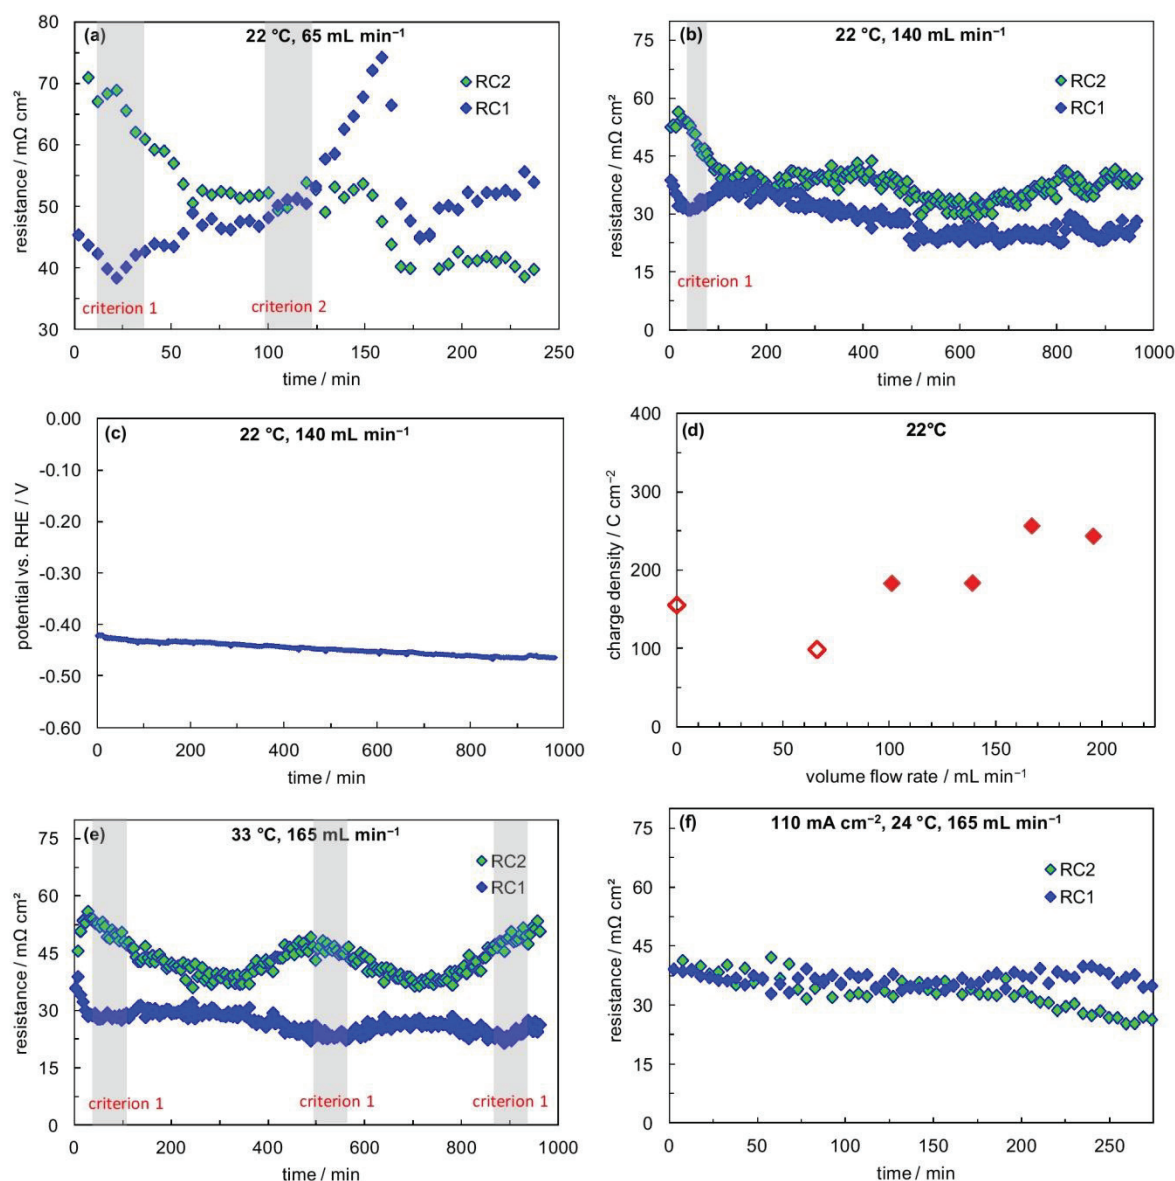 (a)
22 °C, 65 mL min⁻¹
80
70
60
50
40
30
resistance / mΩ cm²
RC2
RC1
criterion 1
criterion 2
0
50
100
150
200
250
time / min
(b)
22 °C, 140 mL min⁻¹
75
60
45
30
15
0
resistance / mΩ cm²
RC2
RC1
criterion 1
0
200
400
600
800
1000
time / min
(c)
22 °C, 140 mL min⁻¹
0.00
-0.10
-0.20
-0.30
-0.40
-0.50
-0.60
potential vs. RHE / V
0
200
400
600
800
1000
time / min
(d)
22°C
400
300
200
100
0
charge density / C cm⁻²
0
50
100
150
200
volume flow rate / mL min⁻¹
(e)
33 °C, 165 mL min⁻¹
75
60
45
30
15
0
resistance / mΩ cm²
RC2
RC1
criterion 1
criterion 1
criterion 1
0
200
400
600
800
1000
time / min
(f)
110 mA cm⁻², 24 °C, 165 mL min⁻¹
75
60
45
30
15
0
resistance / mΩ cm²
RC2
RC1
0
50
100
150
200
250
time / min